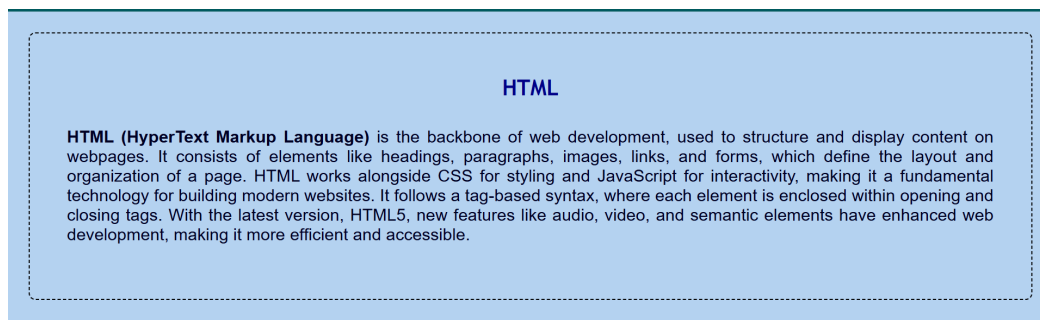 HTML
HTML (HyperText Markup Language) is the backbone of web development, used to structure and display content on
webpages. It consists of elements like headings, paragraphs, images, links, and forms, which define the layout and
organization of a page. HTML works alongside CSS for styling and JavaScript for interactivity, making it a fundamental
technology for building modern websites. It follows a tag-based syntax, where each element is enclosed within opening and
closing tags. With the latest version, HTML5, new features like audio, video, and semantic elements have enhanced web
development, making it more efficient and accessible.